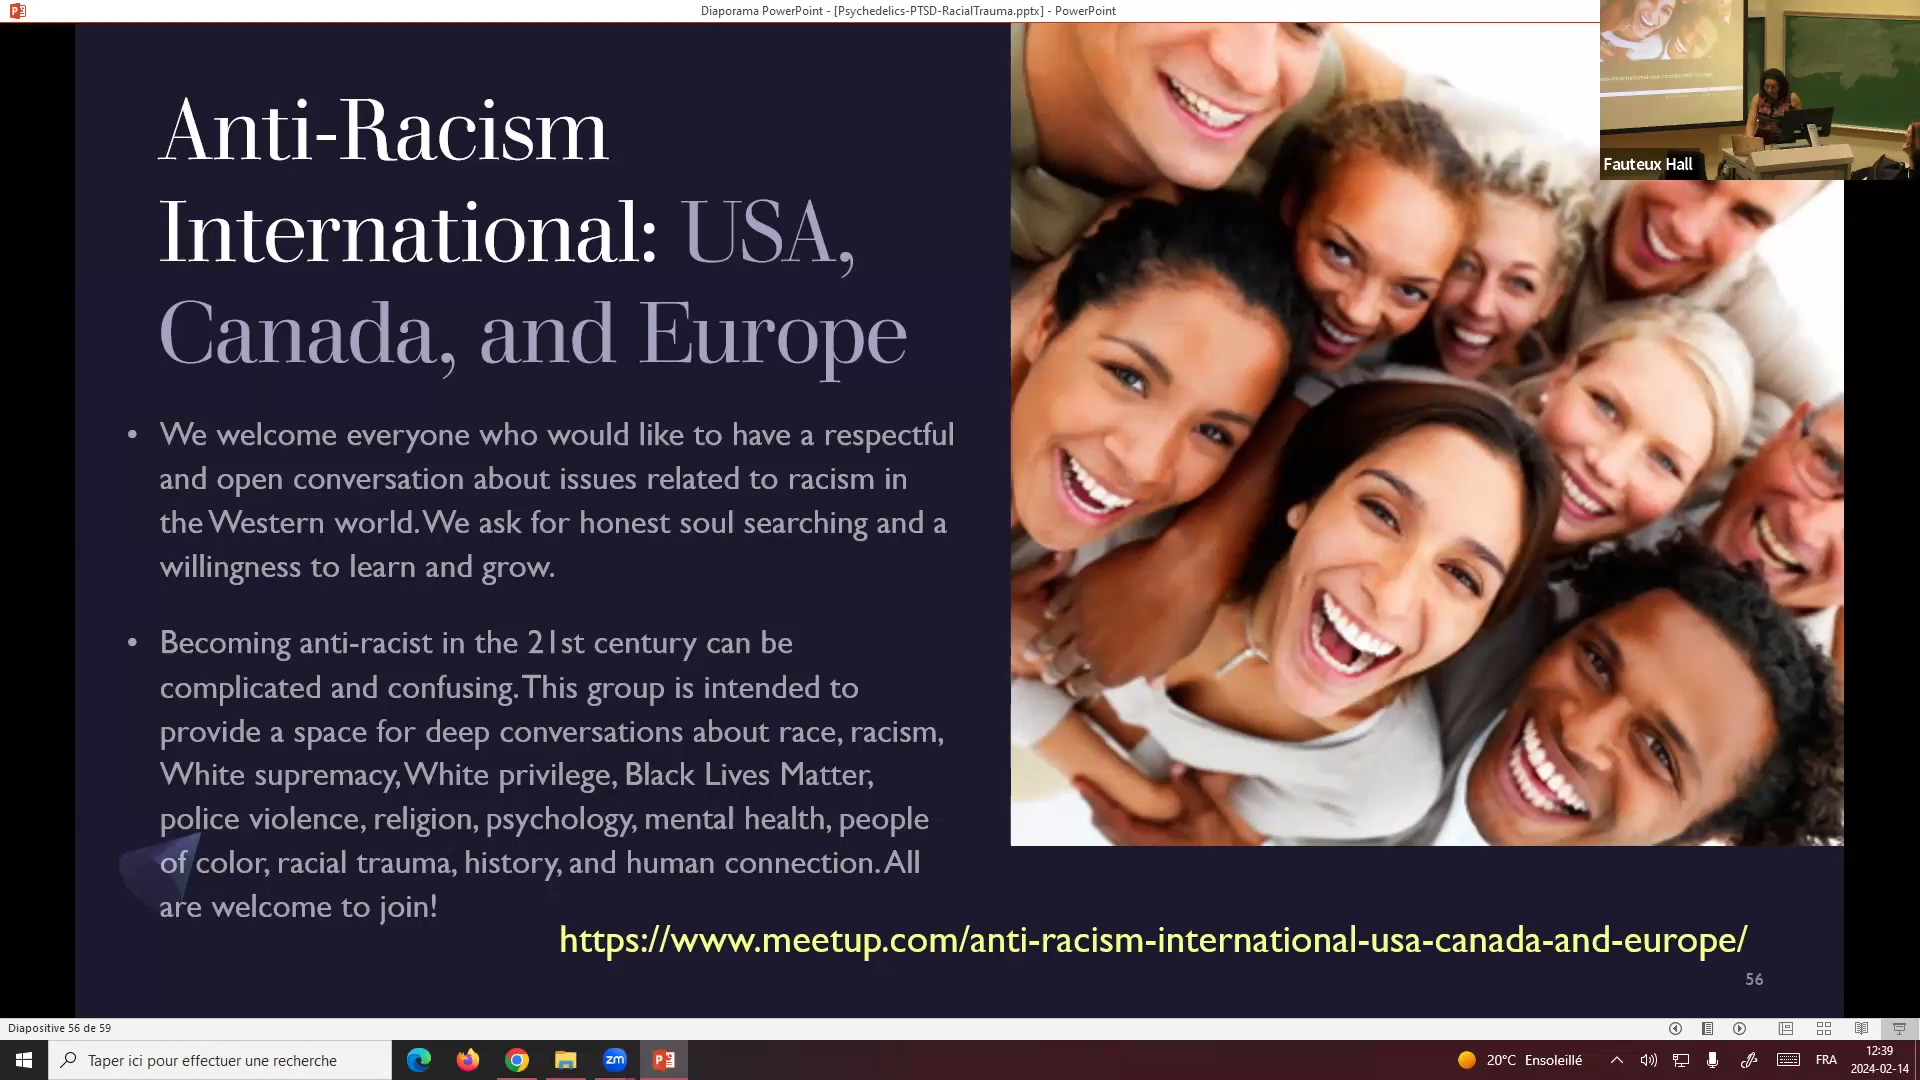 Diaporama PowerPoint - [Psychedelics-PTSD-RacialTrauma.pptx] - PowerPoint
Fauteux Hall
Anti-Racism
International: USA,
Canada, and Europe
• We welcome everyone who would like to have a respectful
and open conversation about issues related to racism in
the Western world. We ask for honest soul searching and a
willingness to learn and grow.
• Becoming anti-racist in the 21st century can be
complicated and confusing. This group is intended to
provide a space for deep conversations about race, racism,
White supremacy, White privilege, Black Lives Matter,
police violence, religion, psychology, mental health, people
of color, racial trauma, history, and human connection. All
are welcome to join!
https://www.meetup.com/anti-racism-international-usa-canada-and-europe/
56
Diapositive 56 de 59
Taper ici pour effectuer une recherche
zm
20°C Ensoleillé
FRA
12:39
2024-02-14